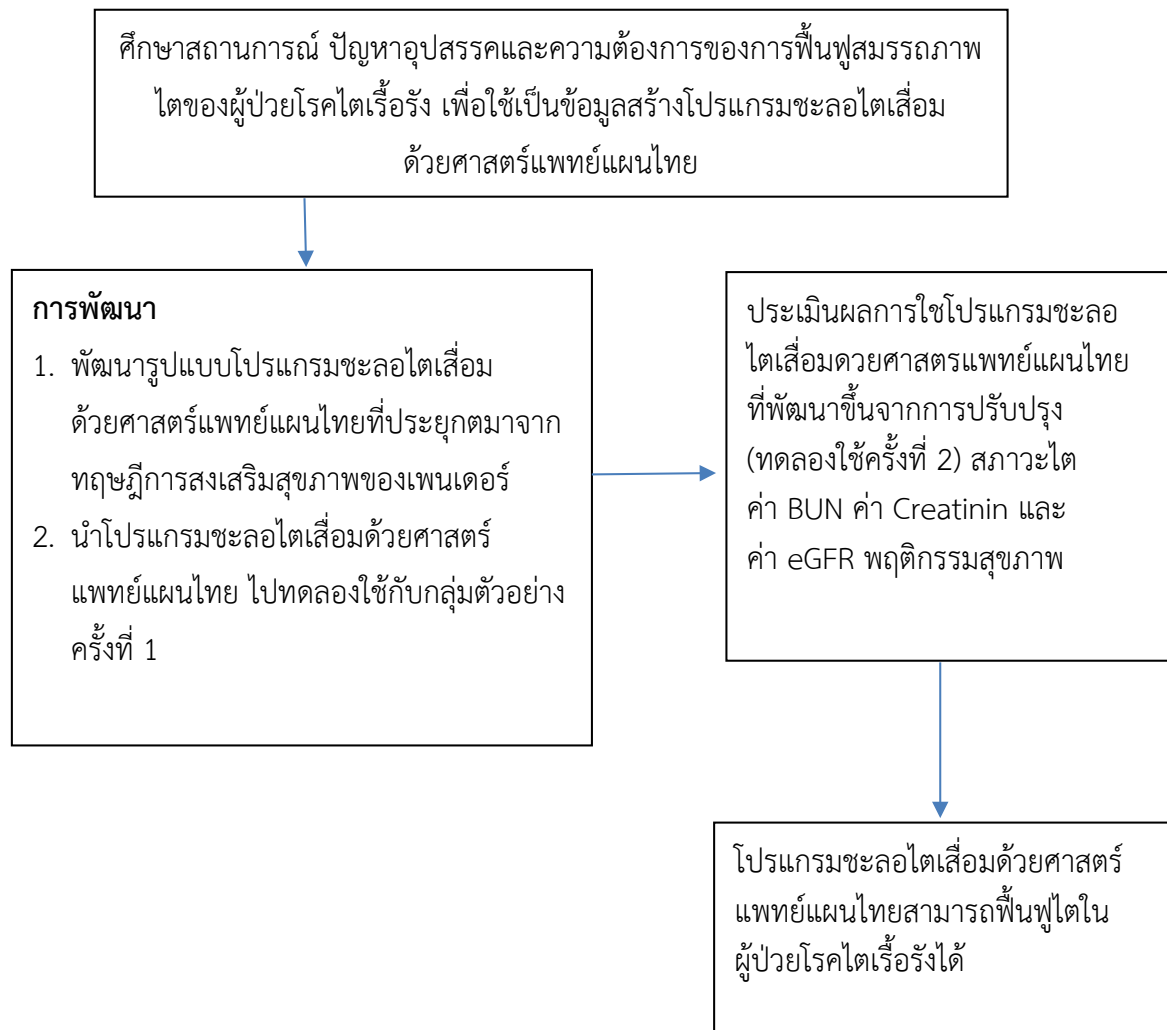 ศึกษาสถานการณ์ ปัญหาอุปสรรคและความต้องการของการฟื้นฟูสมรรถภาพ
ไตของผู้ป่วยโรคไตเรื้อรัง เพื่อใช้เป็นข้อมูลสร้างโปรแกรมชะลอไตเสื่อม
ด้วยศาสตร์แพทย์แผนไทย
การพัฒนา
1. พัฒนารูปแบบโปรแกรมชะลอไตเสื่อม
ด้วยศาสตร์แพทย์แผนไทยที่ประยุกตมาจาก
ทฤษฎีการสงเสริมสุขภาพของเพนเดอร์
2. นำโปรแกรมชะลอไตเสื่อมด้วยศาสตร์
แพทย์แผนไทย ไปทดลองใช้กับกลุ่มตัวอย่าง
ครั้งที่ 1
ประเมินผลการใชโปรแกรมชะลอ
ไตเสื่อมดวยศาสตรแพทย์แผนไทย
ที่พัฒนาขึ้นจากการปรับปรุง
(ทดลองใช้ครั้งที่ 2) สภาวะไต
ค่า BUN ค่า Creatinin และ
ค่า eGFR พฤติกรรมสุขภาพ
โปรแกรมชะลอไตเสื่อมด้วยศาสตร์
แพทย์แผนไทยสามารถฟื้นฟูไตใน
ผู้ป่วยโรคไตเรื้อรังได้